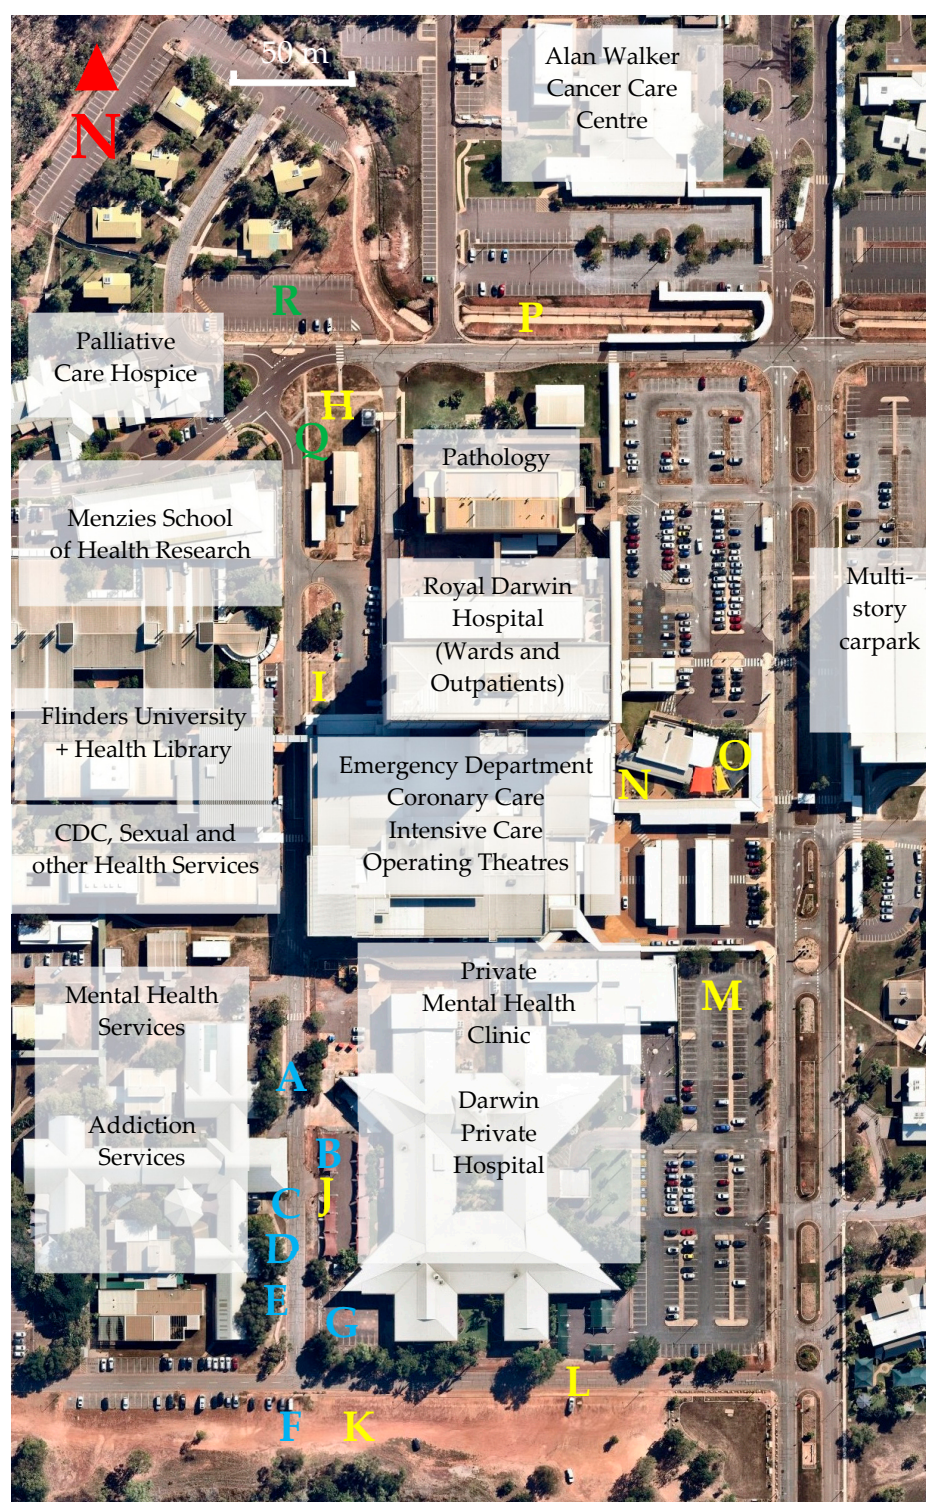 50 m
N
Alan Walker
Cancer Care
Centre
R
P
Palliative
Care Hospice
H
Q
Pathology
Menzies School
of Health Research
Royal Darwin
Hospital
(Wards and
Outpatients)
Multi-
story
carpark
I
Flinders University
+ Health Library
Emergency Department
Coronary Care
Intensive Care
Operating Theatres
N
O
CDC, Sexual and
other Health Services
Mental Health
Services
Private
Mental Health
Clinic
M
A
Addiction
Services
Darwin
Private
Hospital
B
J
C
D
E
G
L
F
K